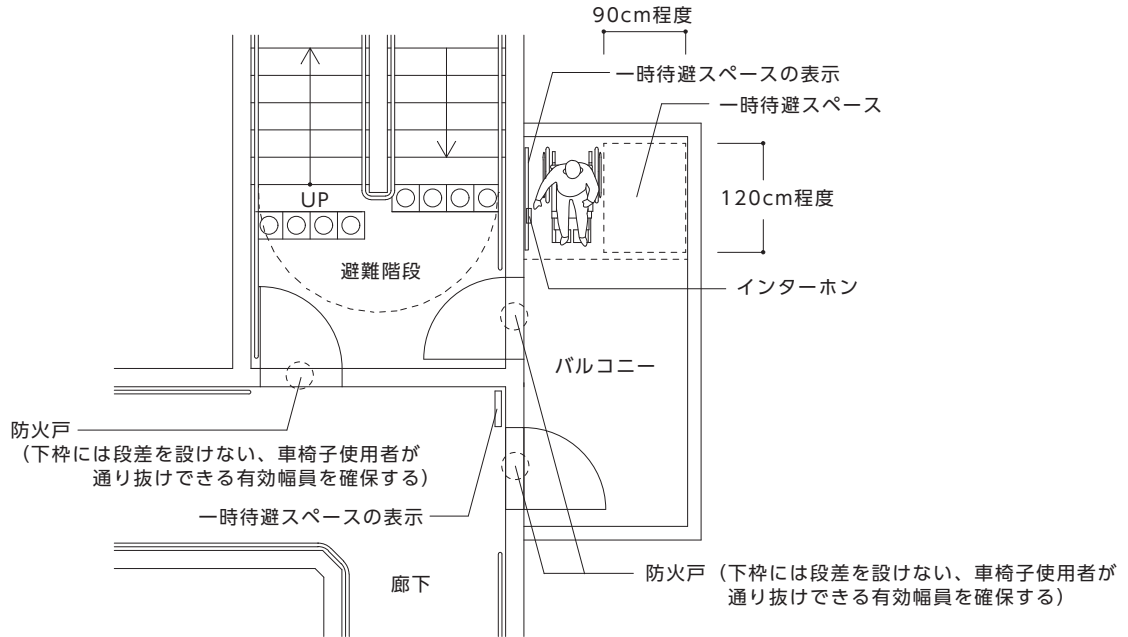 90cm程度
一時待避スペースの表示
一時待避スペース
UP
120cm程度
避難階段
インターホン
バルコニー
防火戸
（下枠には段差を設けない、車椅子使用者が
通り抜けできる有効幅員を確保する）
一時待避スペースの表示
廊下
防火戸（下枠には段差を設けない、車椅子使用者が
通り抜けできる有効幅員を確保する）